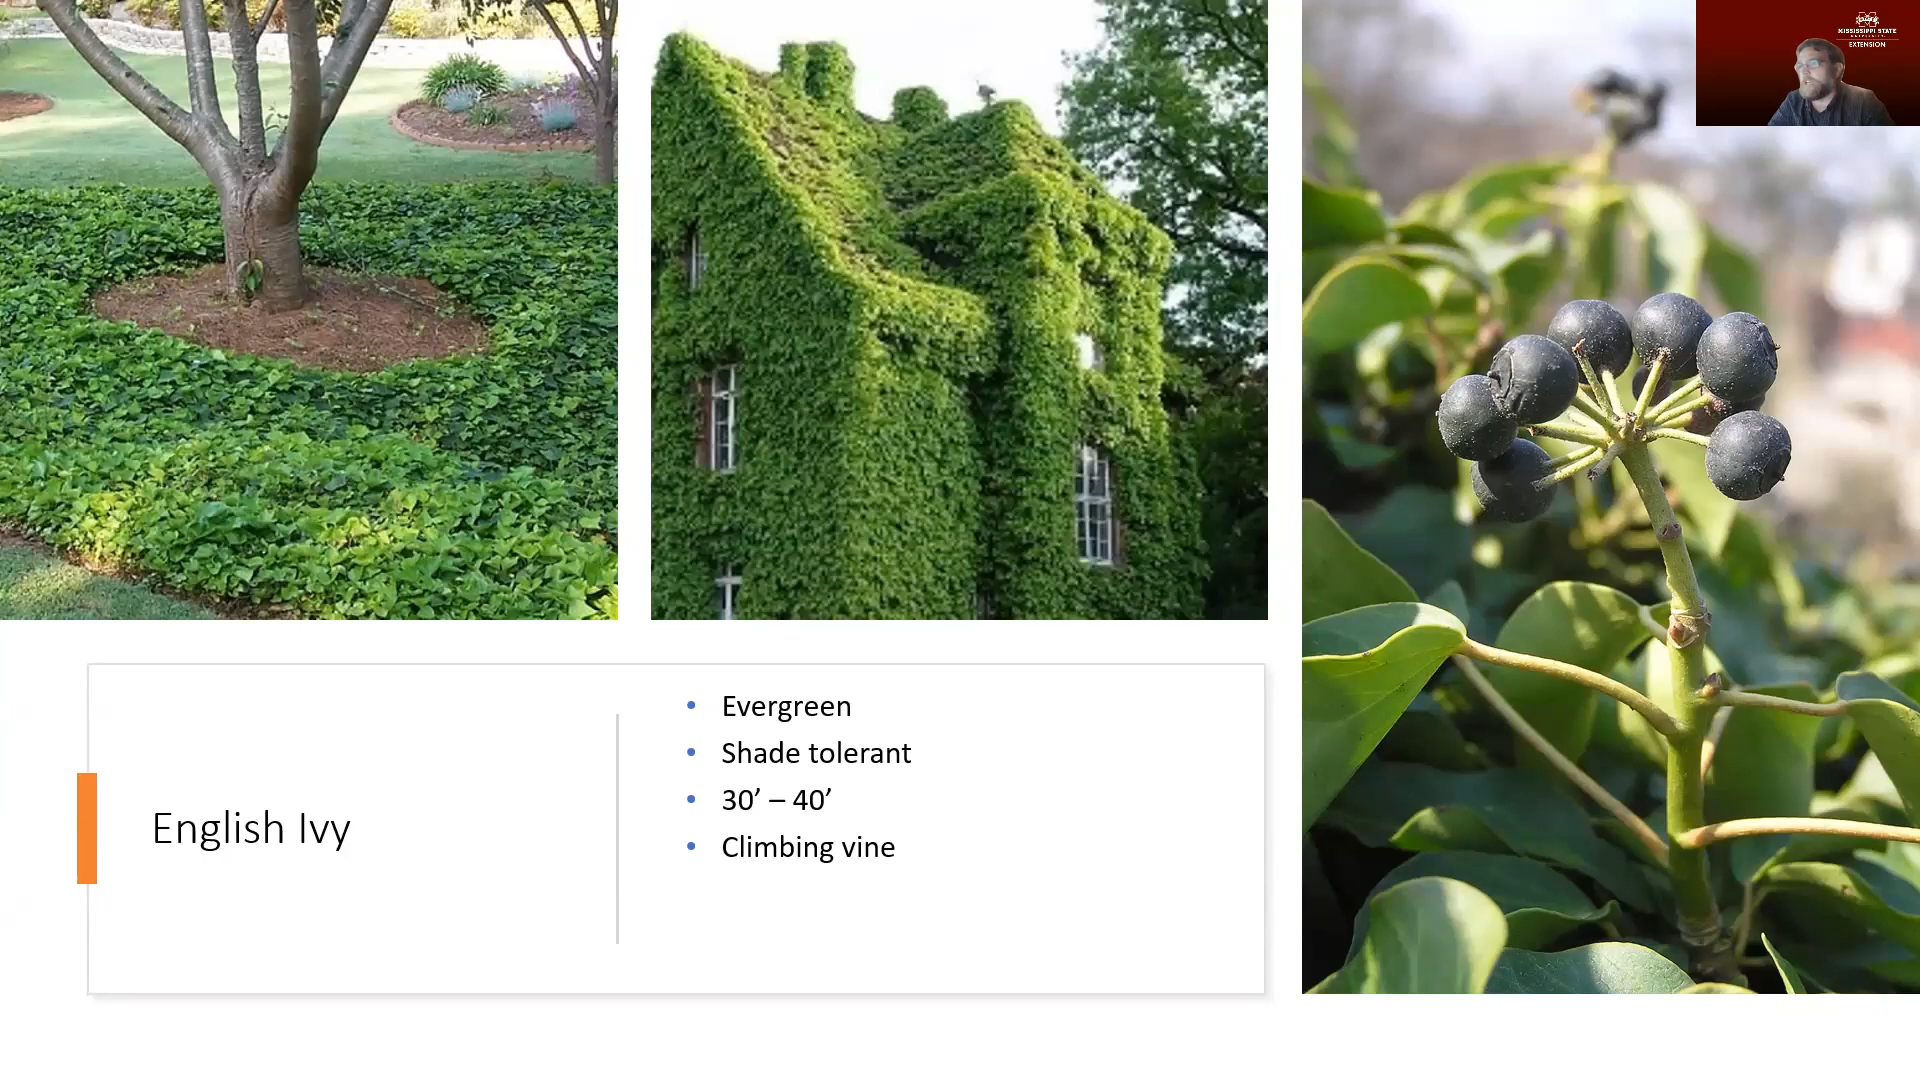 MISSISSIPPI STATE
UNIVERSITY
EXTENSION
English Ivy
Evergreen
Shade tolerant
30’ – 40’
Climbing vine